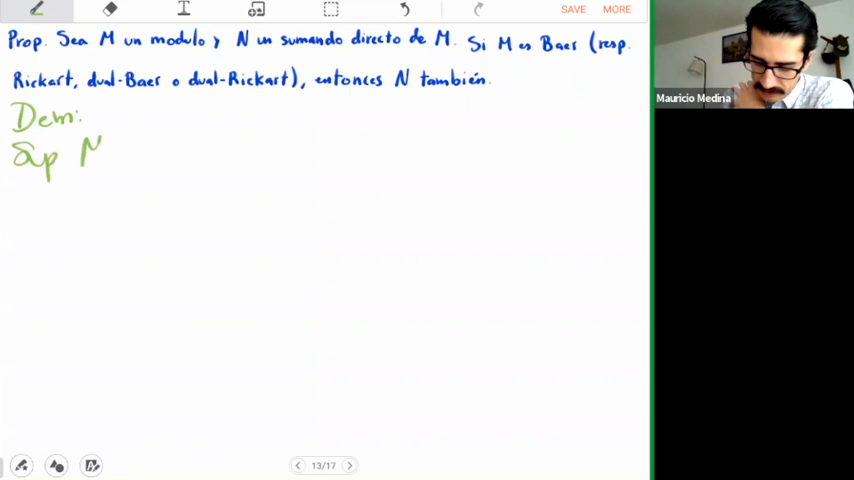 SAVE MORE
Prop. Sea M un modulo y N un sumando directo de M. Si M es Baer (resp.
Rickart, dual-Baer o dual-Rickart), entonces N también.
Dem:
Sup N
Mauricio Medina
13/17